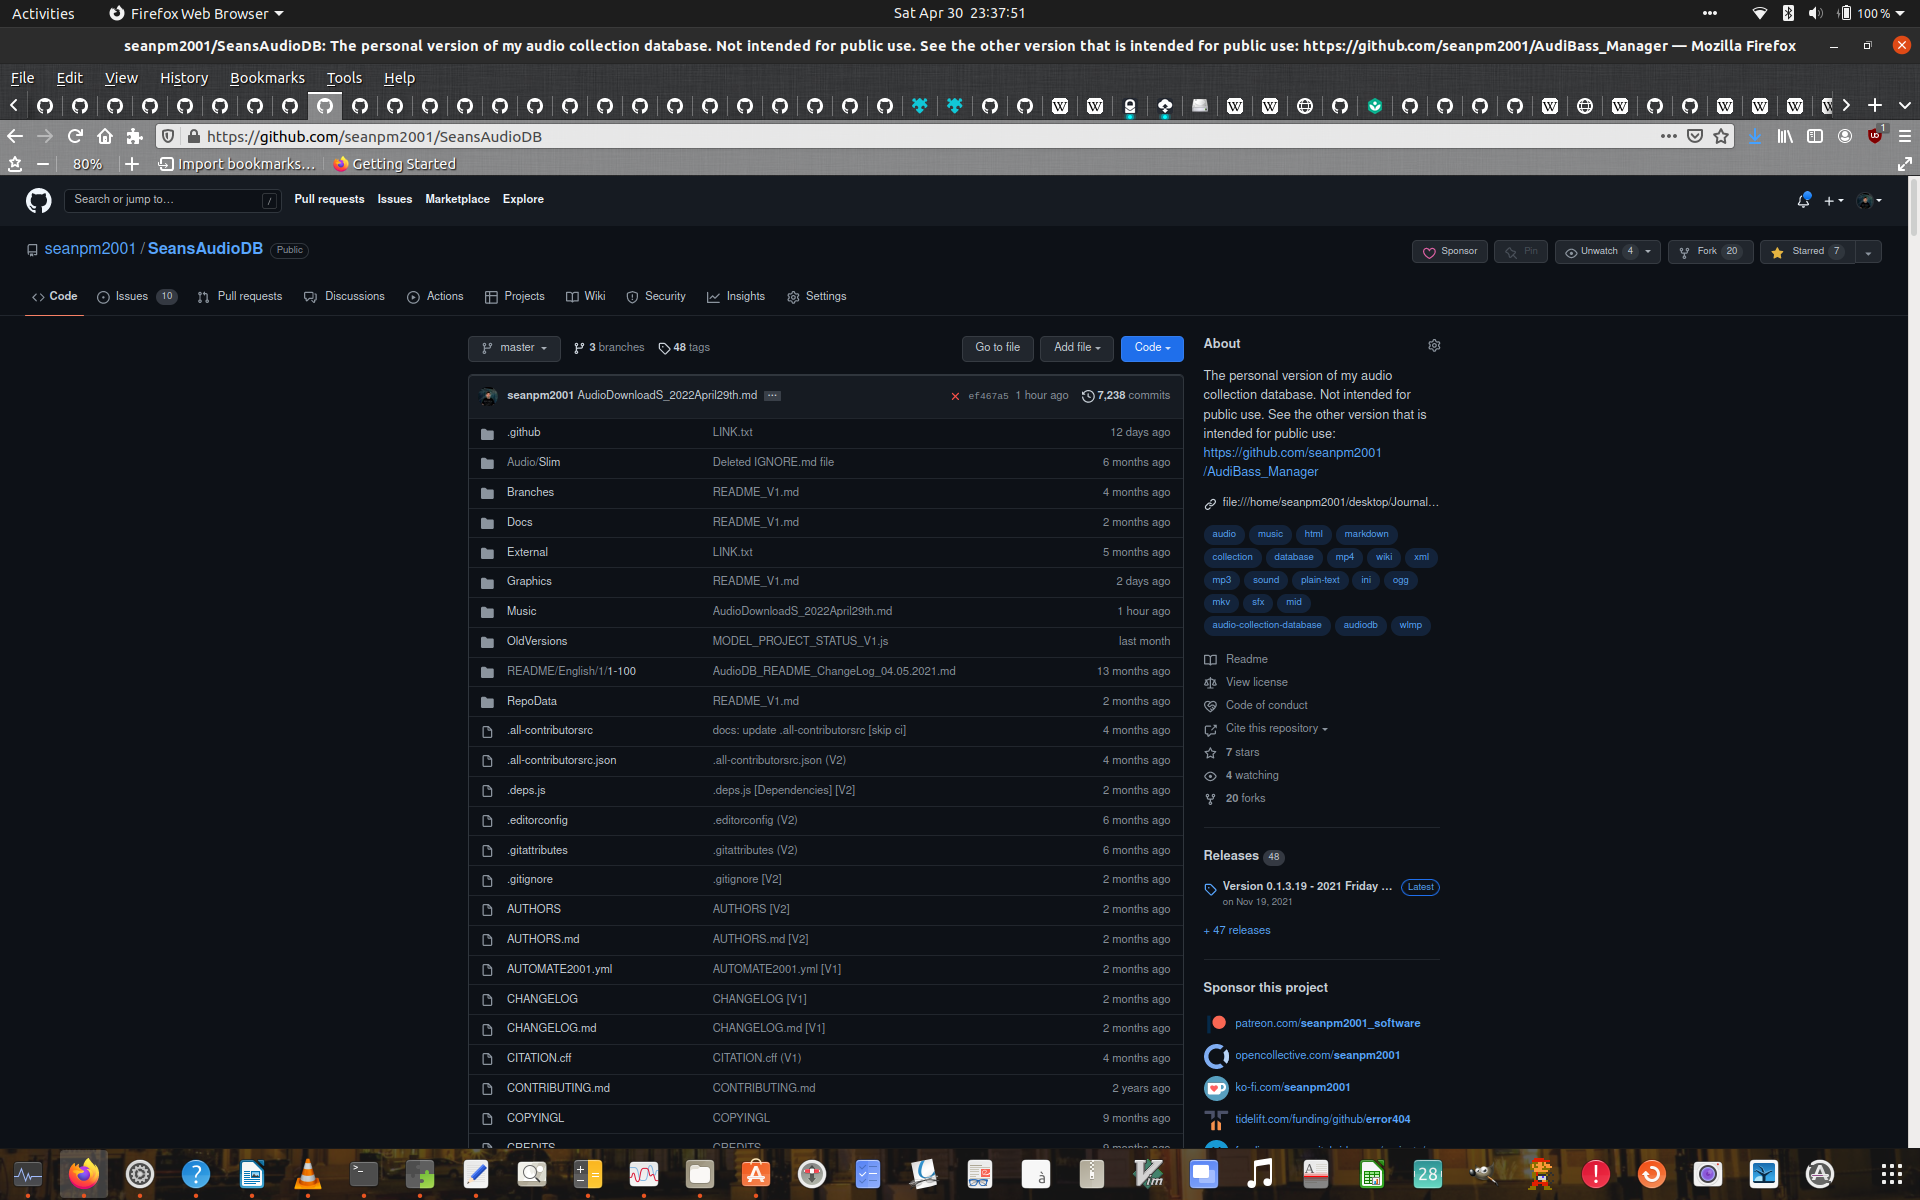 Activities
Firefox Web Browser
Sat Apr 30 23:37:51
100 %
seanpm2001/SeansAudioDB: The personal version of my audio collection database. Not intended for public use. See the other version that is intended for public use: https://github.com/seanpm2001/AudiBass_Manager — Mozilla Firefox
File Edit View History Bookmarks Tools Help
https://github.com/seanpm2001/SeansAudioDB
80% Import bookmarks... Getting Started
Search or jump to... / Pull requests Issues Marketplace Explore
seanpm2001 / SeansAudioDB Public
Sponsor Pin Unwatch 4 Fork 20 Starred 7
Code Issues 10 Pull requests Discussions Actions Projects Wiki Security Insights Settings
master 3 branches 48 tags Go to file Add file Code
seanpm2001 AudioDownloadS_2022April29th.md ... ef467a5 1 hour ago 7,238 commits
.github LINK.txt 12 days ago
Audio/Slim Deleted IGNORE.md file 6 months ago
Branches README_V1.md 4 months ago
Docs README_V1.md 2 months ago
External LINK.txt 5 months ago
Graphics README_V1.md 2 days ago
Music AudioDownloadS_2022April29th.md 1 hour ago
OldVersions MODEL_PROJECT_STATUS_V1.js last month
README/English/1/1-100 AudioDB_README_ChangeLog_04.05.2021.md 13 months ago
RepoData README_V1.md 2 months ago
.all-contributorsrc docs: update .all-contributorsrc [skip ci] 4 months ago
.all-contributorsrc.json .all-contributorsrc.json (V2) 4 months ago
.deps.js .deps.js [Dependencies] [V2] 2 months ago
.editorconfig .editorconfig (V2) 6 months ago
.gitattributes .gitattributes (V2) 6 months ago
.gitignore .gitignore [V2] 2 months ago
AUTHORS AUTHORS [V2] 2 months ago
AUTHORS.md AUTHORS.md [V2] 2 months ago
AUTOMATE2001.yml AUTOMATE2001.yml [V1] 2 months ago
CHANGELOG CHANGELOG [V1] 2 months ago
CHANGELOG.md CHANGELOG.md [V1] 2 months ago
CITATION.cff CITATION.cff (V1) 4 months ago
CONTRIBUTING.md CONTRIBUTING.md 2 years ago
COPYINGL COPYINGL 9 months ago
CREDITS CREDITS 9 months ago
About
The personal version of my audio
collection database. Not intended for
public use. See the other version that is
intended for public use:
https://github.com/seanpm2001
/AudiBass_Manager
file:///home/seanpm2001/desktop/Journal...
audio music html markdown
collection database mp4 wiki xml
mp3 sound plain-text ini ogg
mkv sfx mid
audio-collection-database audiodb wlmp
Readme
View license
Code of conduct
Cite this repository
7 stars
4 watching
20 forks
Releases 48
Version 0.1.3.19 - 2021 Friday ... Latest
on Nov 19, 2021
+ 47 releases
Sponsor this project
patreon.com/seanpm2001_software
opencollective.com/seanpm2001
ko-fi.com/seanpm2001
tidelift.com/funding/github/error404
28